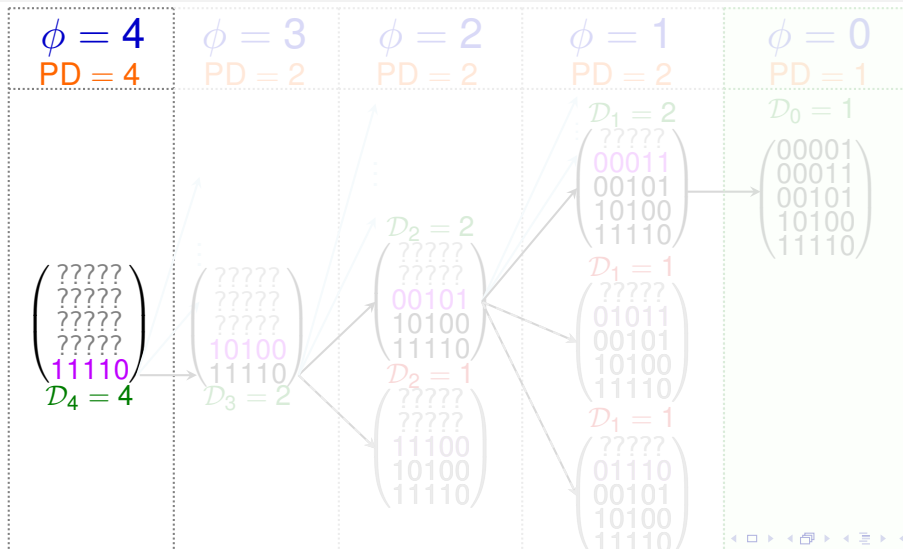 ϕ = 4
PD = 4
?????
?????
?????
?????
11110
𝒟₄ = 4
ϕ = 3
PD = 2
?????
?????
?????
10100
11110
𝒟₃ = 2
ϕ = 2
PD = 2
𝒟₂ = 2
?????
?????
00101
10100
11110
𝒟₂ = 1
?????
?????
11100
10100
11110
ϕ = 1
PD = 2
𝒟₁ = 2
?????
00011
00101
10100
11110
𝒟₁ = 1
?????
01011
00101
10100
11110
𝒟₁ = 1
?????
01110
00101
10100
11110
ϕ = 0
PD = 1
𝒟₀ = 1
00001
00011
00101
10100
11110